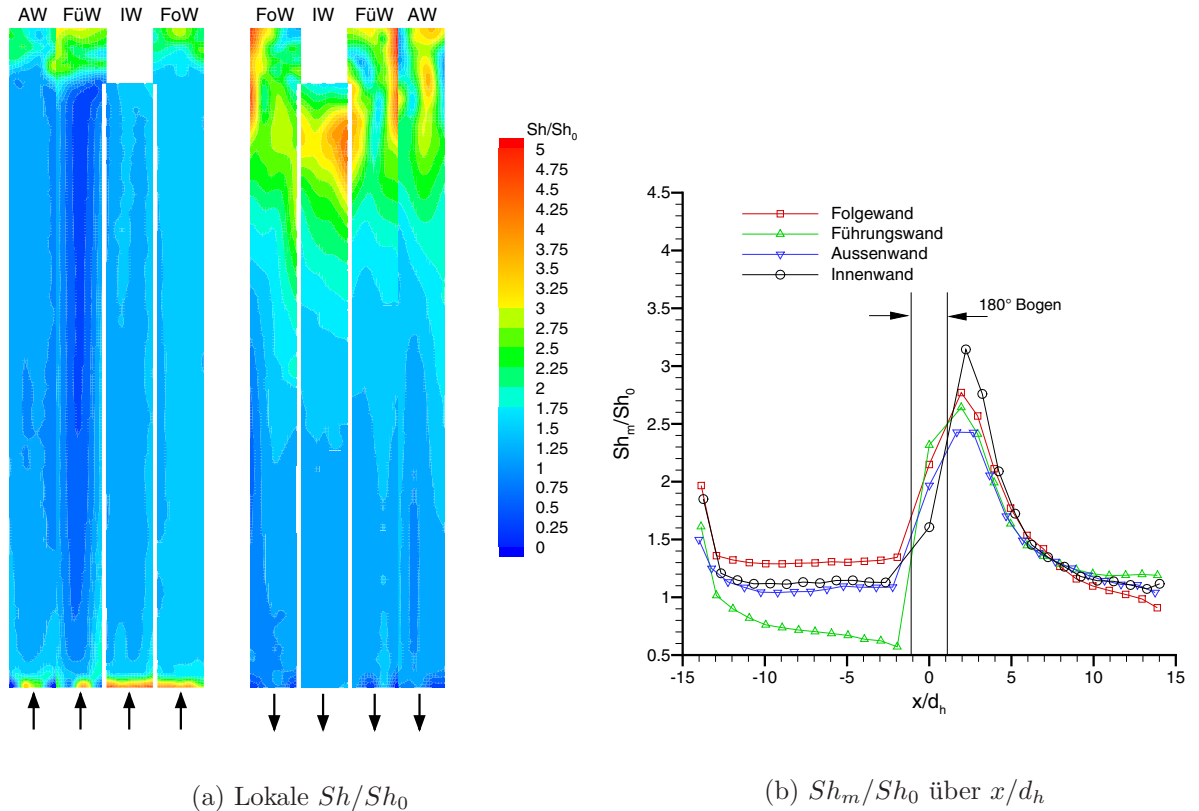 AW FüW IW FoW
FoW IW FüW AW
Sh/Sh0
5
4.75
4.5
4.25
4
3.75
3.5
3.25
3
2.75
2.5
2.25
2
1.75
1.5
1.25
1
0.75
0.5
0.25
0
(a) Lokale Sh/Sh0
4.5
4
3.5
3
2.5
2
1.5
1
0.5
Shm/Sh0
Folgewand
Führungswand
Aussenwand
Innenwand
180° Bogen
-15 -10 -5 0 5 10 15
x/dh
(b) Shm/Sh0 über x/dh